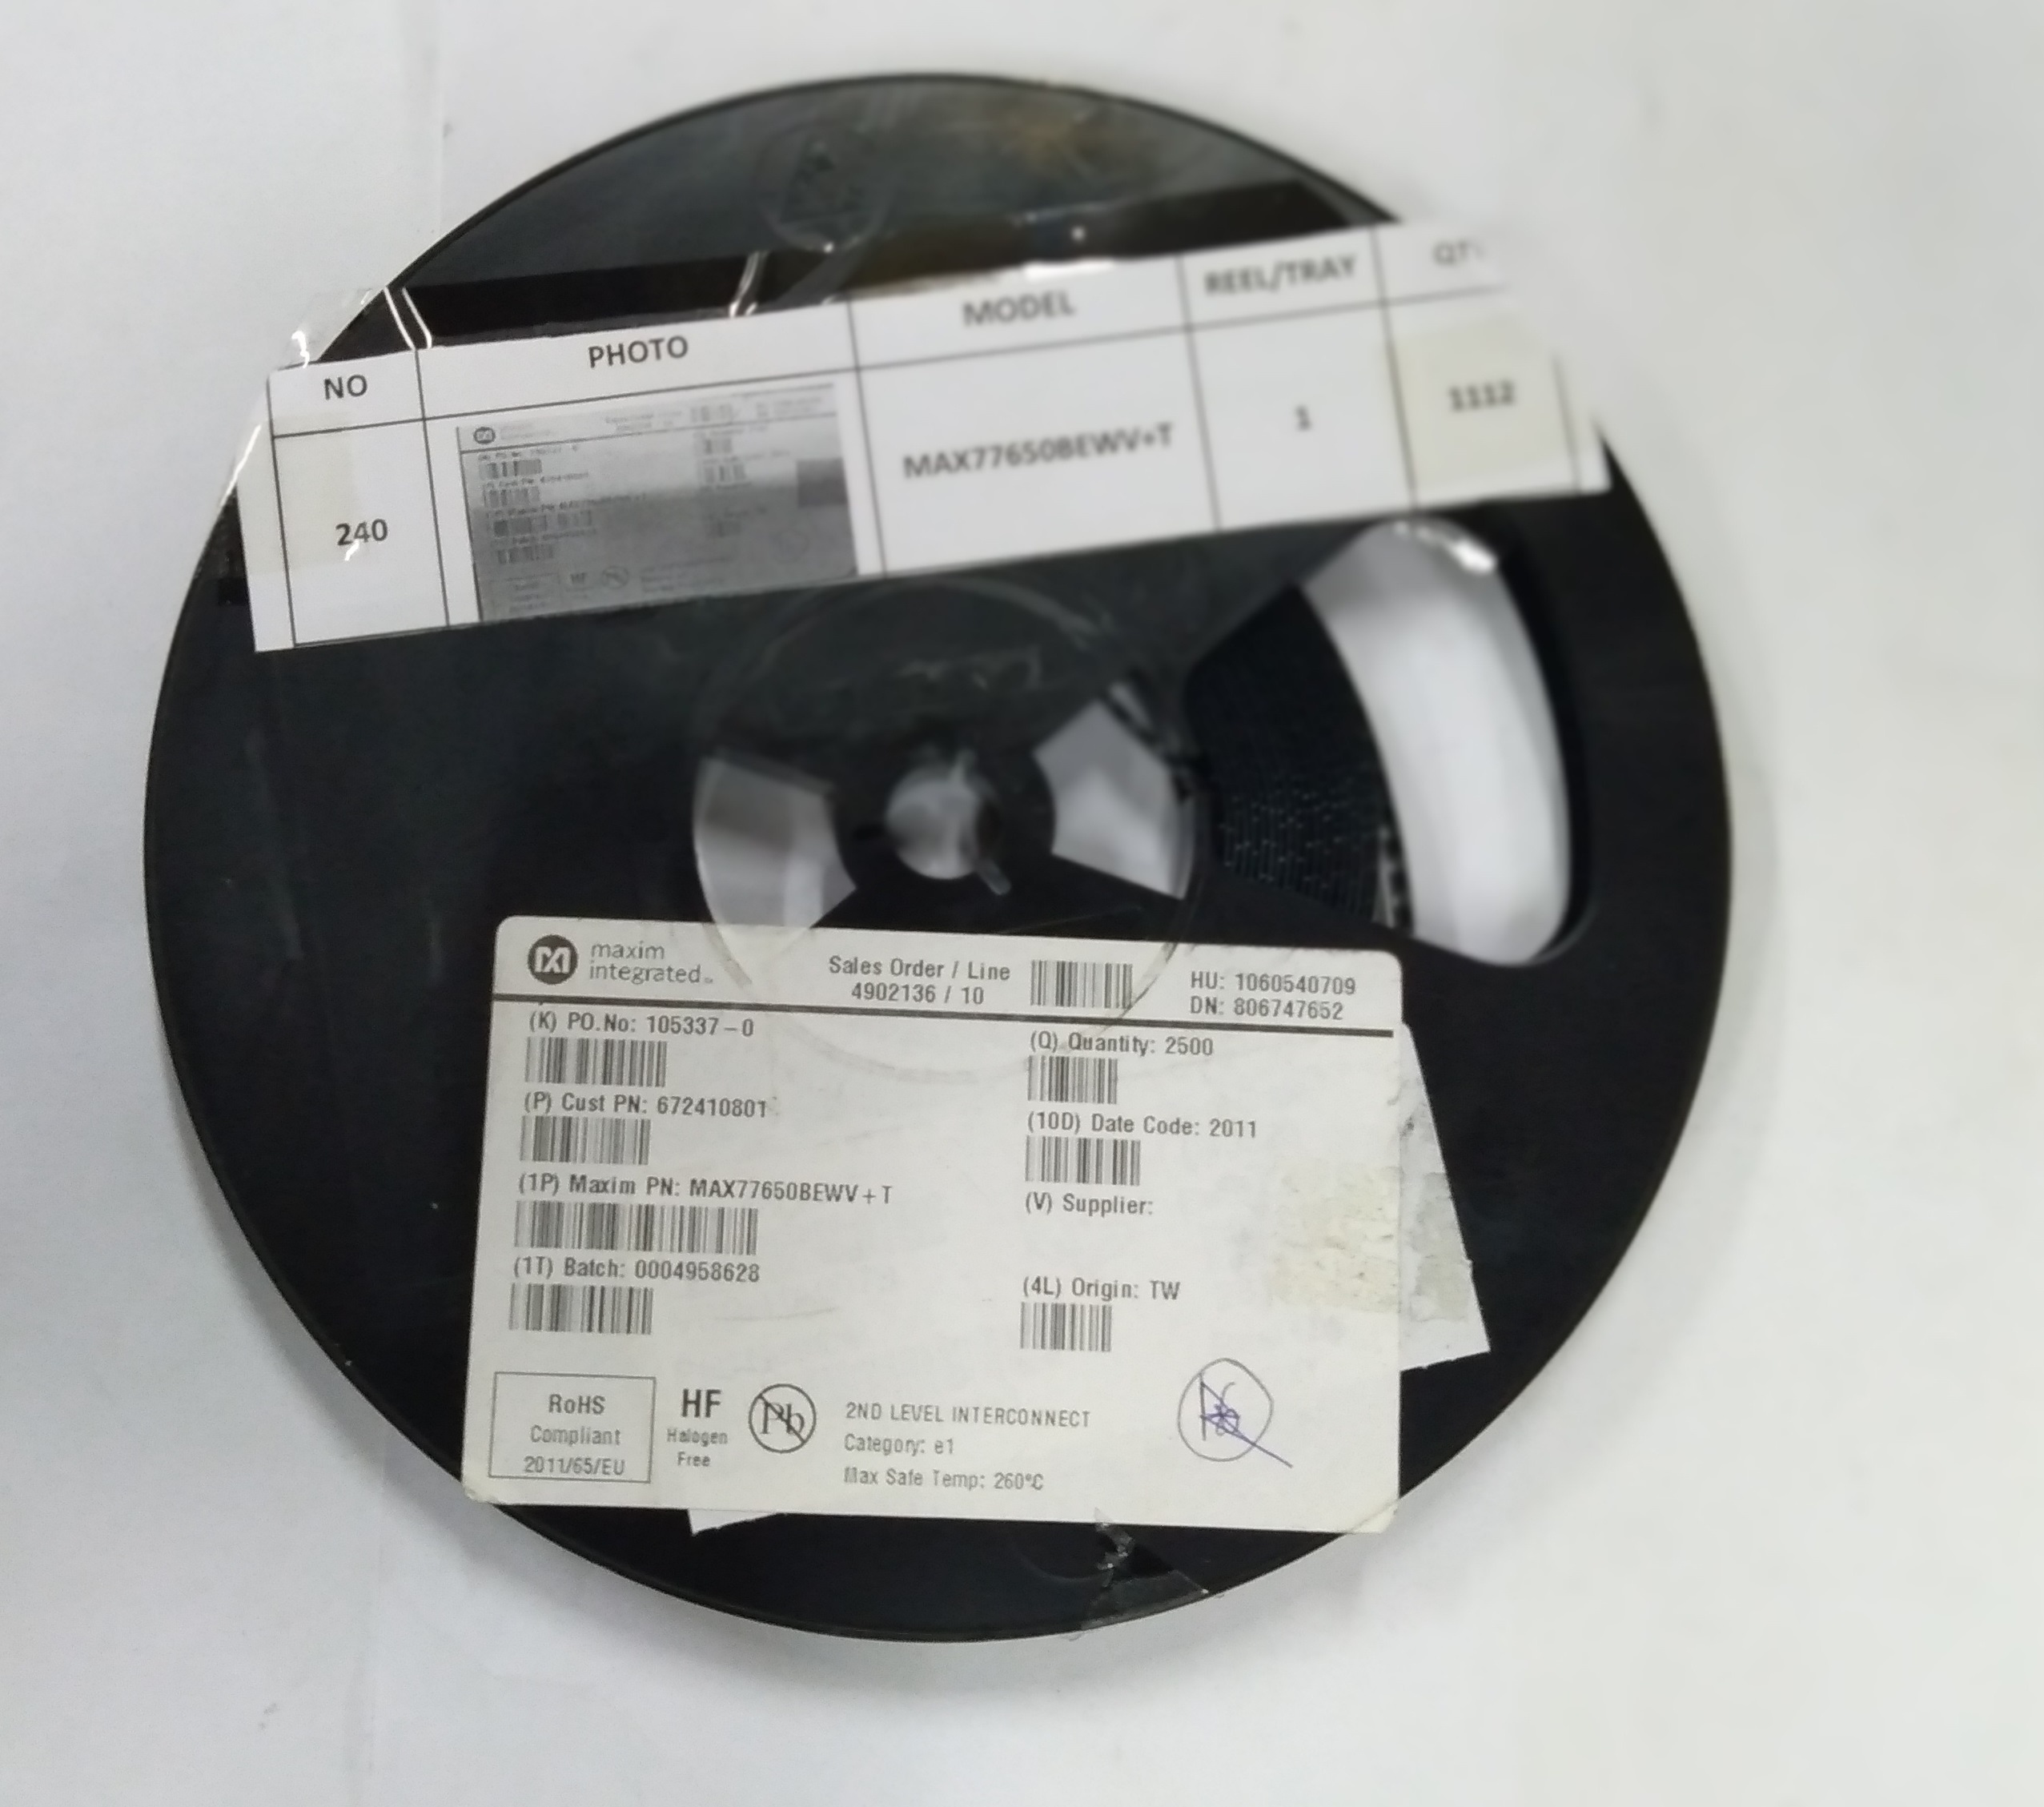 NO PHOTO MODEL REEL/TRAY
240 MAX77650BEWV+T 1 1112
maxim
integrated
Sales Order / Line
4902136 / 10
HU: 1060540709
DN: 806747652
(K) PO.No: 105337-0
(Q) Quantity: 2500
(P) Cust PN: 672410801
(10D) Date Code: 2011
(1P) Maxim PN: MAX77650BEWV+T
(V) Supplier:
(1T) Batch: 0004958628
(4L) Origin: TW
RoHS
Compliant
2011/65/EU
HF
Halogen
Free
Pb
2ND LEVEL INTERCONNECT
Category: e1
Max Safe Temp: 260°C